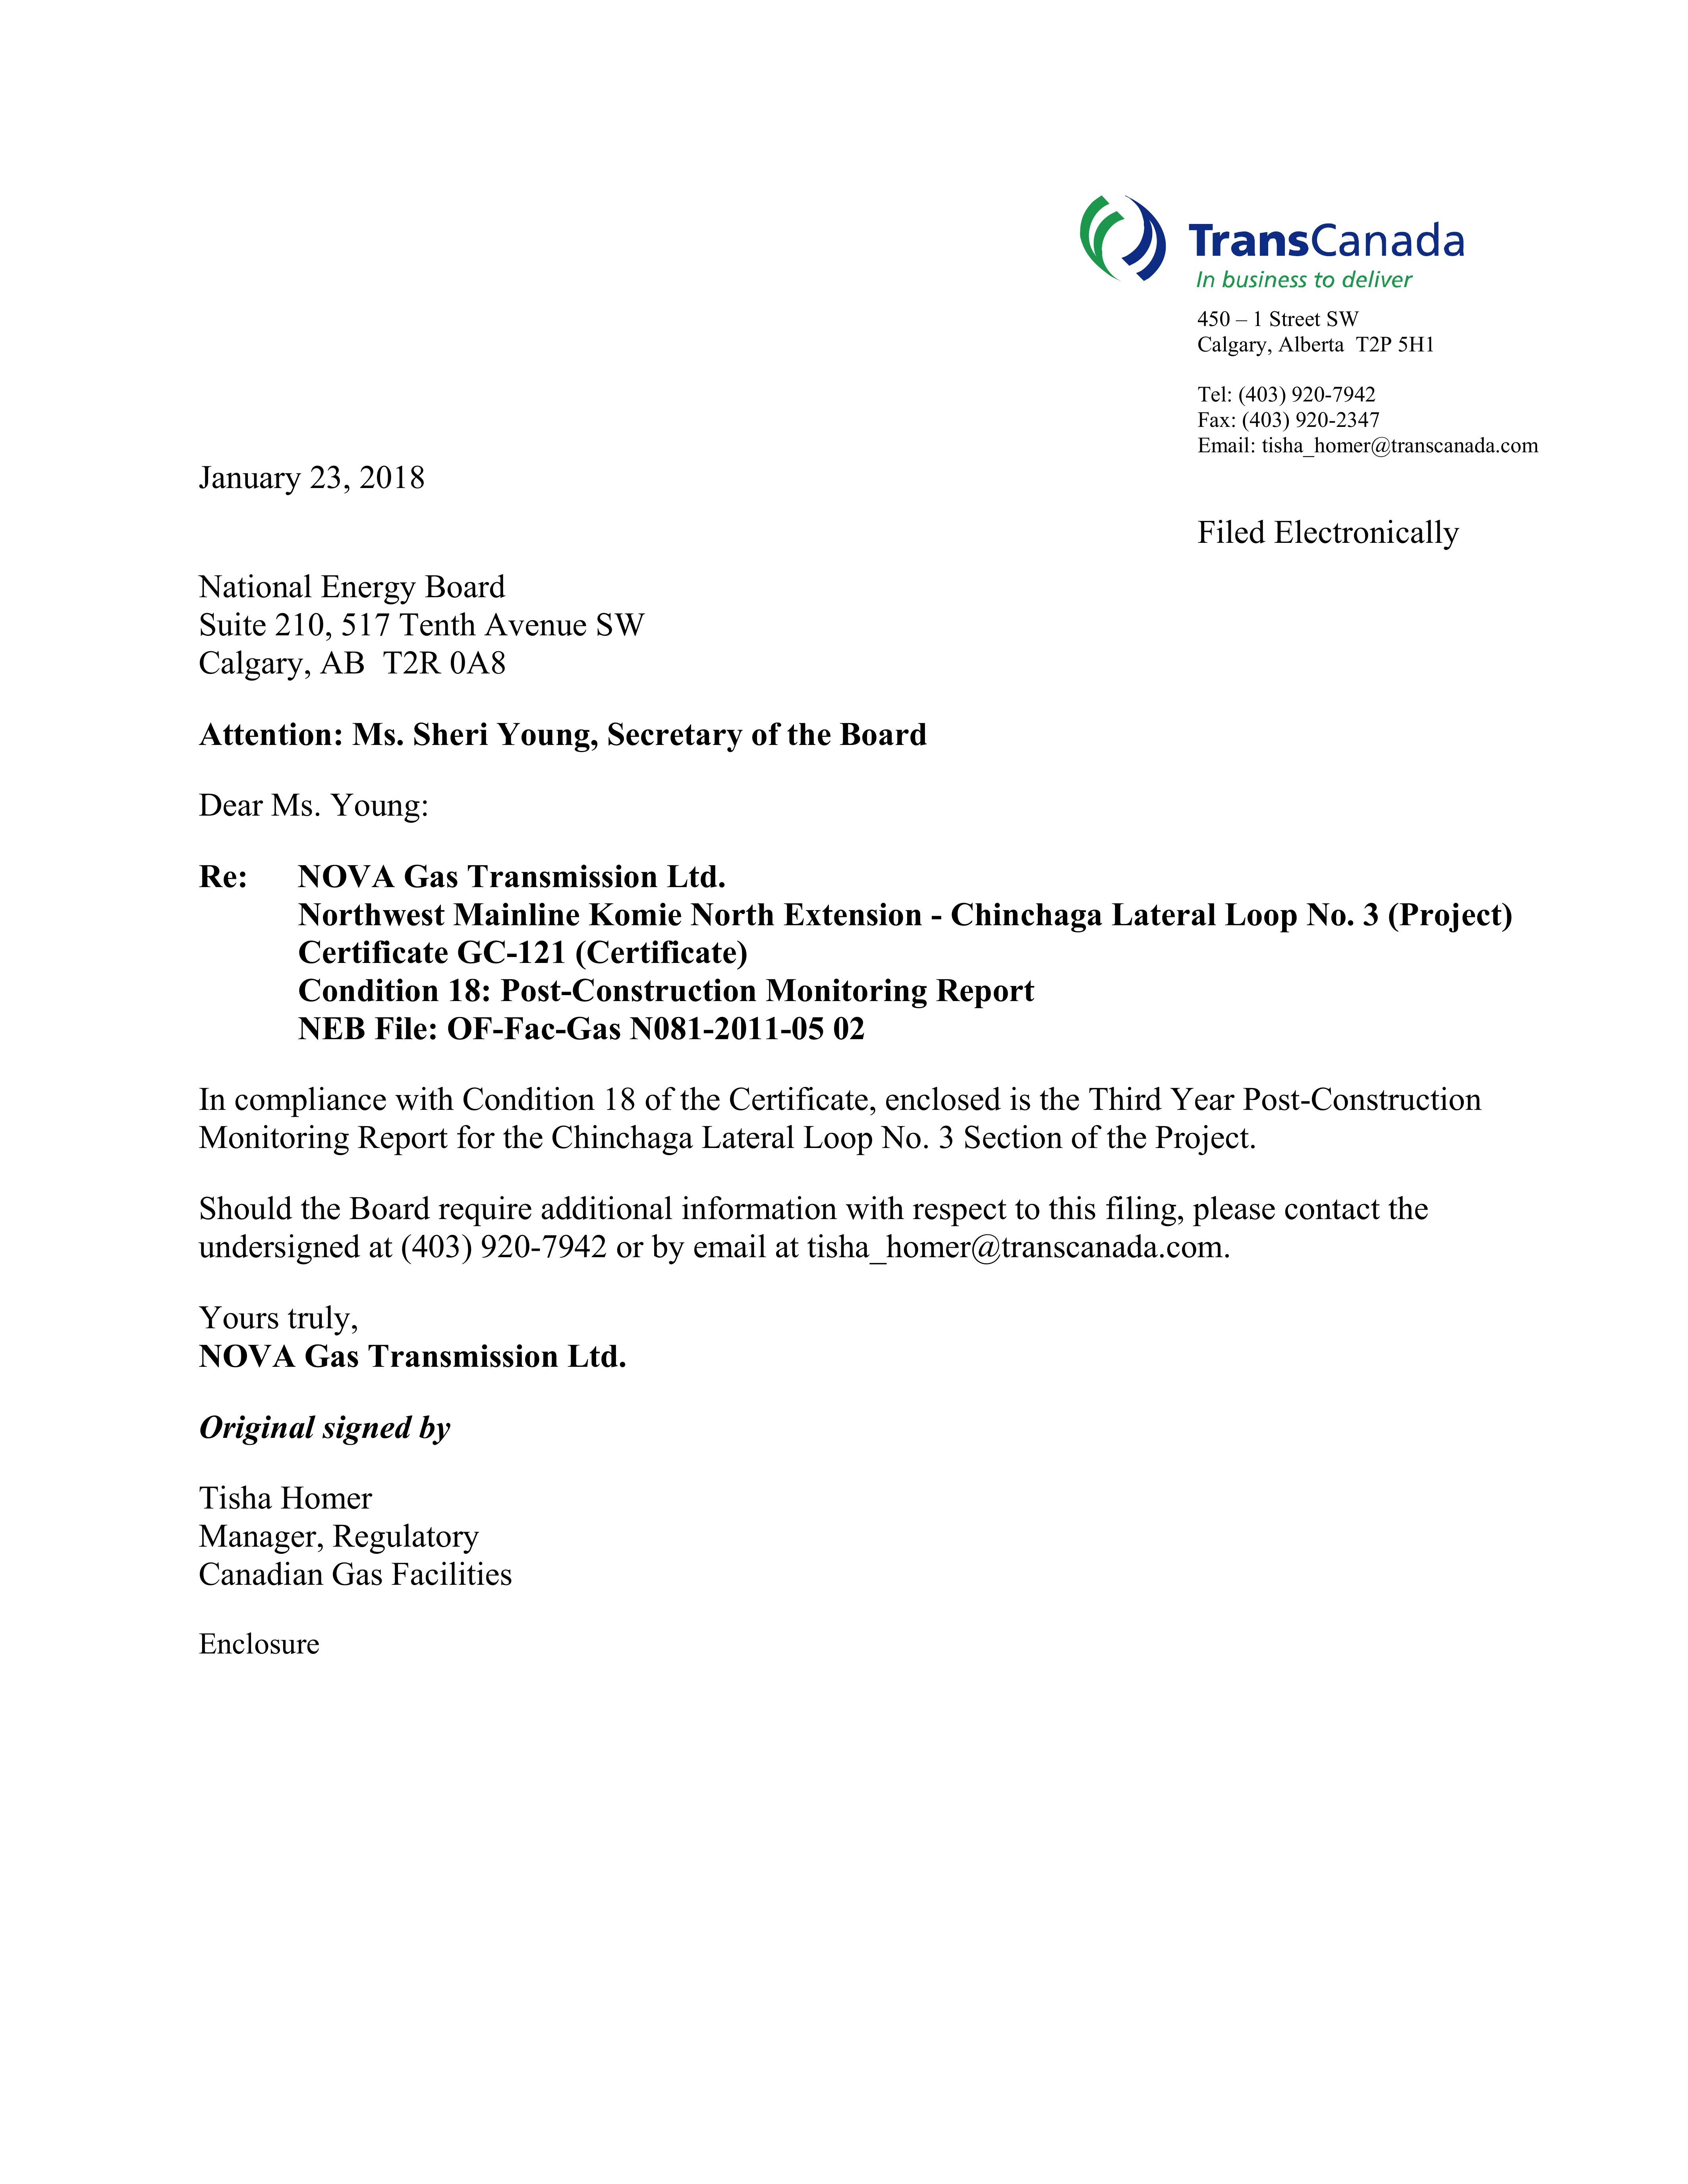 TransCanada
In business to deliver
450 – 1 Street SW
Calgary, Alberta  T2P 5H1
Tel: (403) 920-7942
Fax: (403) 920-2347
Email: tisha_homer@transcanada.com
January 23, 2018
Filed Electronically
National Energy Board
Suite 210, 517 Tenth Avenue SW
Calgary, AB  T2R 0A8
Attention: Ms. Sheri Young, Secretary of the Board
Dear Ms. Young:
Re: NOVA Gas Transmission Ltd.
Northwest Mainline Komie North Extension - Chinchaga Lateral Loop No. 3 (Project)
Certificate GC-121 (Certificate)
Condition 18: Post-Construction Monitoring Report
NEB File: OF-Fac-Gas N081-2011-05 02
In compliance with Condition 18 of the Certificate, enclosed is the Third Year Post-Construction
Monitoring Report for the Chinchaga Lateral Loop No. 3 Section of the Project.
Should the Board require additional information with respect to this filing, please contact the
undersigned at (403) 920-7942 or by email at tisha_homer@transcanada.com.
Yours truly,
NOVA Gas Transmission Ltd.
Original signed by
Tisha Homer
Manager, Regulatory
Canadian Gas Facilities
Enclosure